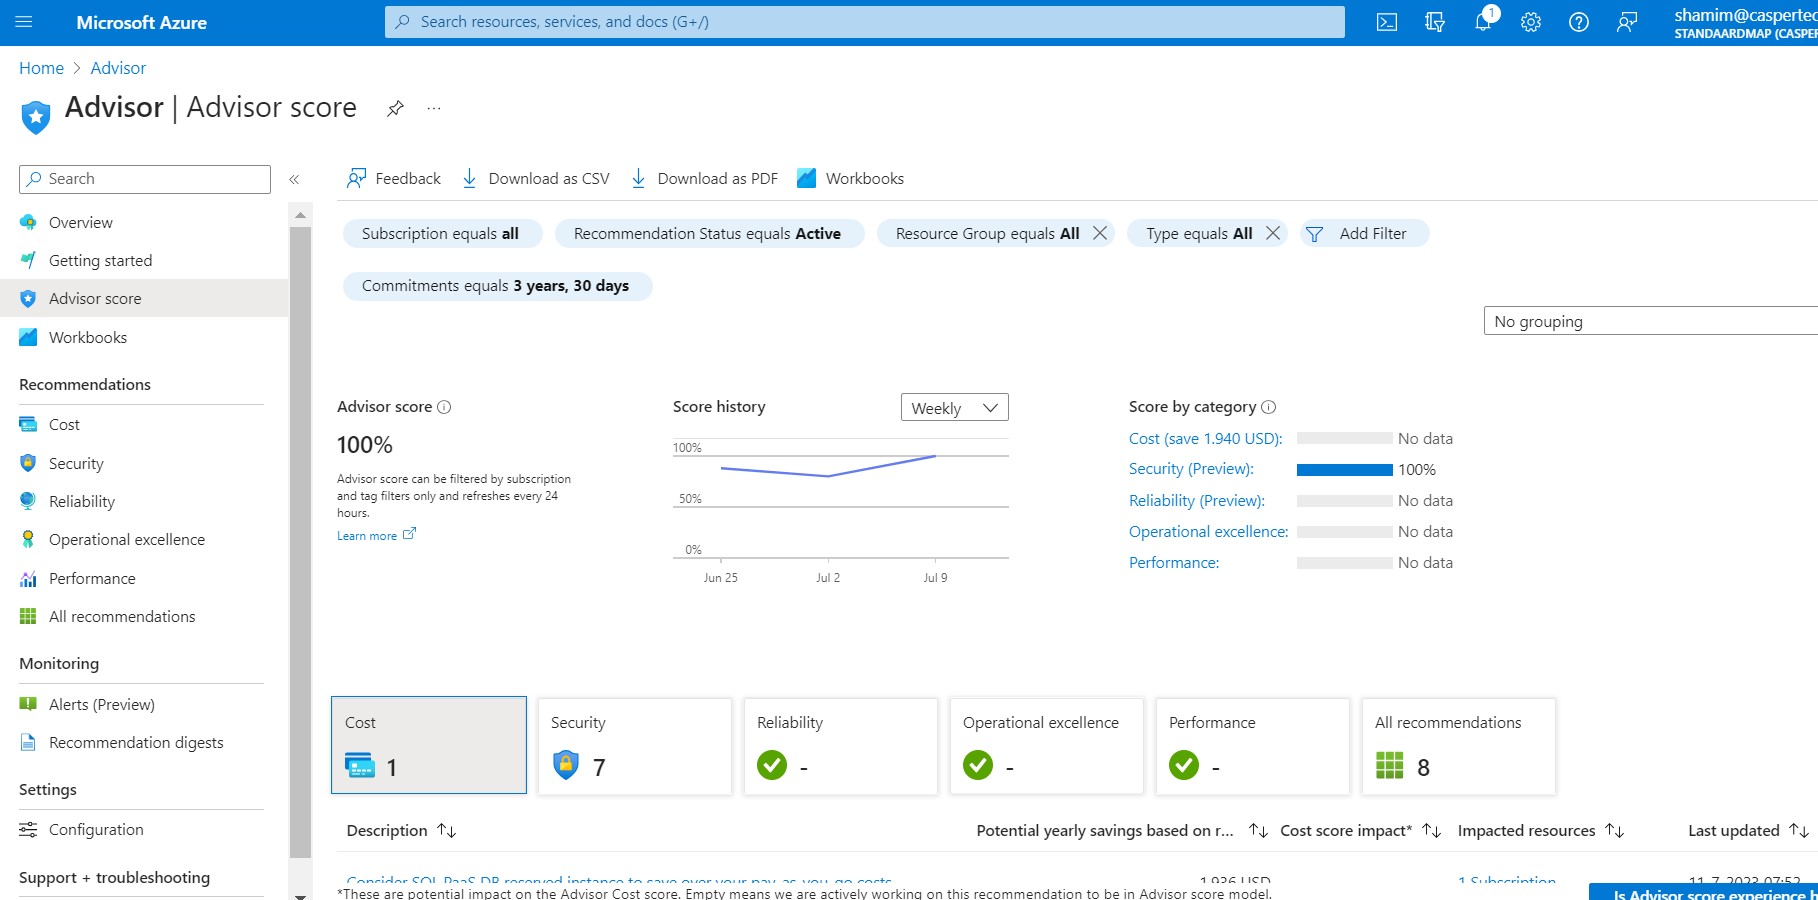 Microsoft Azure
Search resources, services, and docs (G+/)
1
shamim@caspertec
STANDAARDMAP (CASPER
Home > Advisor
Advisor | Advisor score
...
Search
«
Overview
Getting started
Advisor score
Workbooks
Recommendations
Cost
Security
Reliability
Operational excellence
Performance
All recommendations
Monitoring
Alerts (Preview)
Recommendation digests
Settings
Configuration
Support + troubleshooting
Feedback
Download as CSV
Download as PDF
Workbooks
Subscription equals all
Recommendation Status equals Active
Resource Group equals All
Type equals All
Add Filter
Commitments equals 3 years, 30 days
No grouping
Advisor score
100%
Advisor score can be filtered by subscription
and tag filters only and refreshes every 24
hours.
Learn more
Score history
Weekly
100%
50%
0%
Jun 25
Jul 2
Jul 9
Score by category
Cost (save 1.940 USD): No data
Security (Preview): 100%
Reliability (Preview): No data
Operational excellence: No data
Performance: No data
Cost
1
Security
7
Reliability
-
Operational excellence
-
Performance
-
All recommendations
8
Description
Potential yearly savings based on r...
Cost score impact*
Impacted resources
Last updated
Consider SQL PaaS DB reserved instance to save over your pay-as-you-go costs
1.936 USD
1 Subscription
11-7-2023 07:52
*These are potential impact on the Advisor Cost score. Empty means we are actively working on this recommendation to be in Advisor score model.
Is Advisor score experience h